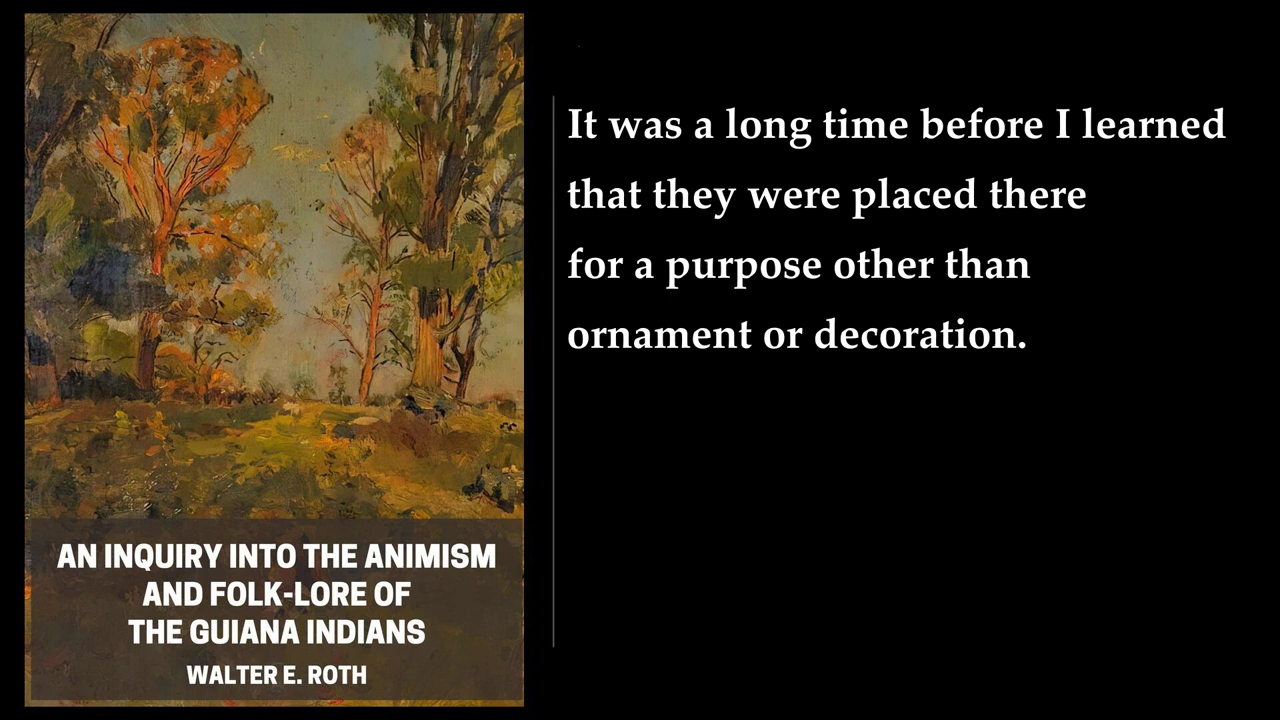 It was a long time before I learned
that they were placed there
for a purpose other than
ornament or decoration.
AN INQUIRY INTO THE ANIMISM
AND FOLK-LORE OF
THE GUIANA INDIANS
WALTER E. ROTH